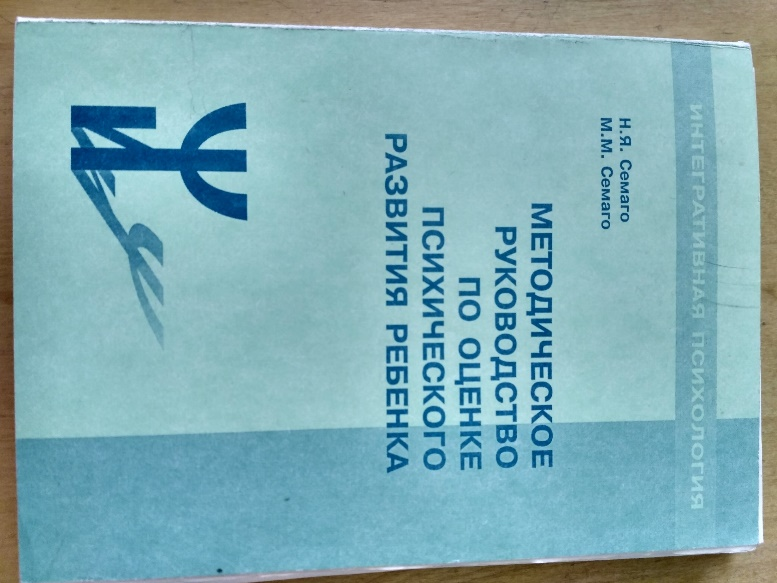 ИНТЕГРАТИВНАЯ ПСИХОЛОГИЯ
Н.Я. Семаго
М.М. Семаго
МЕТОДИЧЕСКОЕ
РУКОВОДСТВО
ПО ОЦЕНКЕ
ПСИХИЧЕСКОГО
РАЗВИТИЯ РЕБЕНКА